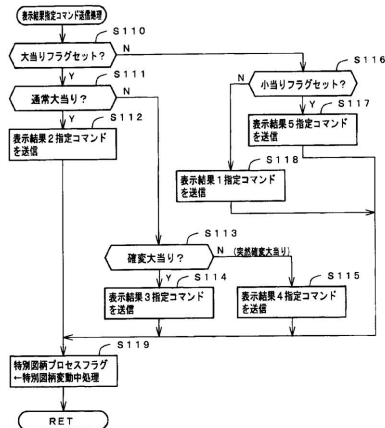 表示結果指定コマンド送信処理
S110
大当りフラグセット?
N
Y
S111
通常大当り?
N
Y
S112
表示結果2指定コマンド
を送信
S116
小当りフラグセット?
N
Y
S117
表示結果5指定コマンド
を送信
S118
表示結果1指定コマンド
を送信
S113
確変大当り?
N (突然確変大当り)
Y
S114
表示結果3指定コマンド
を送信
S115
表示結果4指定コマンド
を送信
S119
特別図柄プロセスフラグ
←特別図柄変動中処理
RET